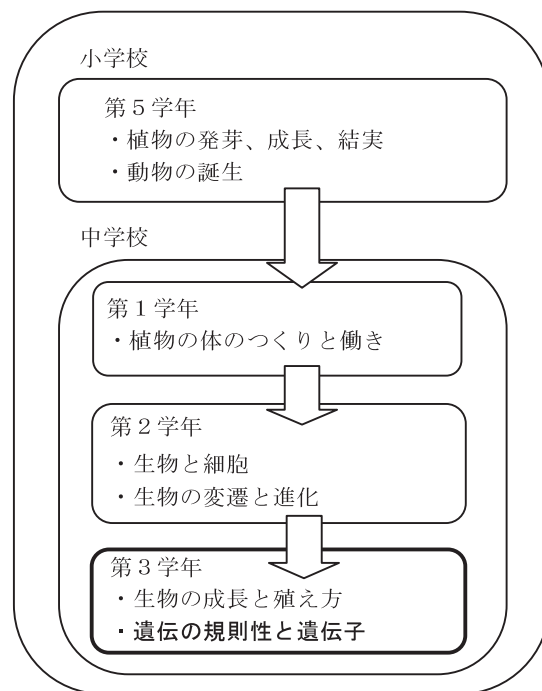 小学校
第５学年
・植物の発芽、成長、結実
・動物の誕生
中学校
第１学年
・植物の体のつくりと働き
第２学年
・生物と細胞
・生物の変遷と進化
第３学年
・生物の成長と殖え方
・遺伝の規則性と遺伝子